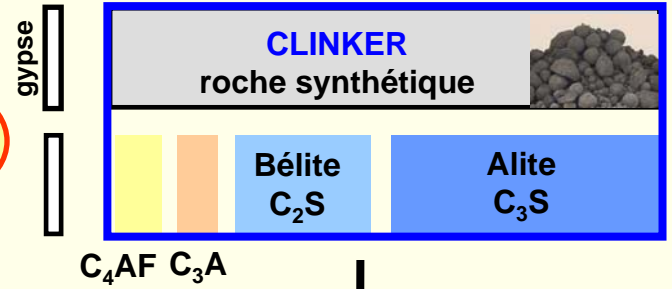 gypse
CLINKER
roche synthétique
Bélite
C₂S
Alite
C₃S
C₄AF C₃A